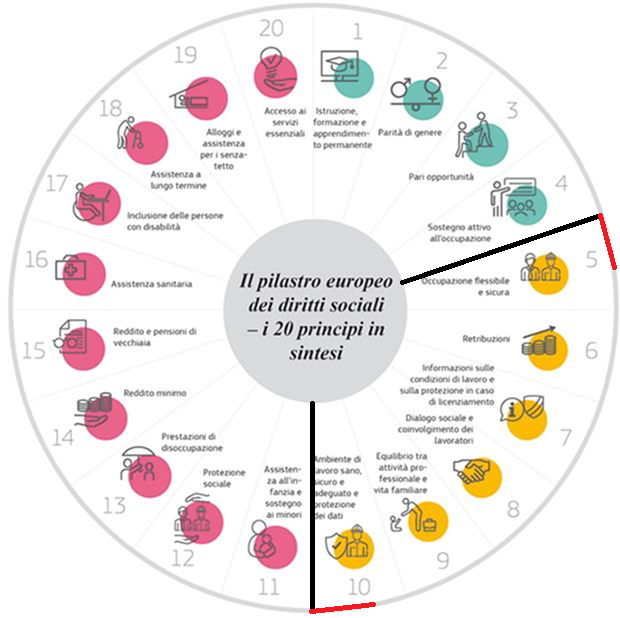 Il pilastro europeo
dei diritti sociali
– i 20 principi in
sintesi
1
Istruzione,
formazione e
apprendimen-
to permanente
2
Parità di genere
3
Pari opportunità
4
Sostegno attivo
all'occupazione
5
Occupazione flessibile
e sicura
6
Retribuzioni
7
Informazioni sulle
condizioni di lavoro e
sulla protezione in caso
di licenziamento
8
Dialogo sociale e
coinvolgimento dei
lavoratori
9
Equilibrio tra
attività pro-
fessionale e
vita familiare
10
Ambiente di
lavoro sano,
sicuro e
adeguato e
protezione
dei dati
11
Assisten-
za all'in-
fanzia e
sostegno
ai minori
12
Protezione
sociale
13
Prestazioni di
disoccupazione
14
Reddito minimo
15
Reddito e pensioni di
vecchiaia
16
Assistenza sanitaria
17
Inclusione delle persone
con disabilità
18
Assistenza a
lungo termine
19
Alloggi e
assistenza
per i senza-
tetto
20
Accesso ai
servizi
essenziali